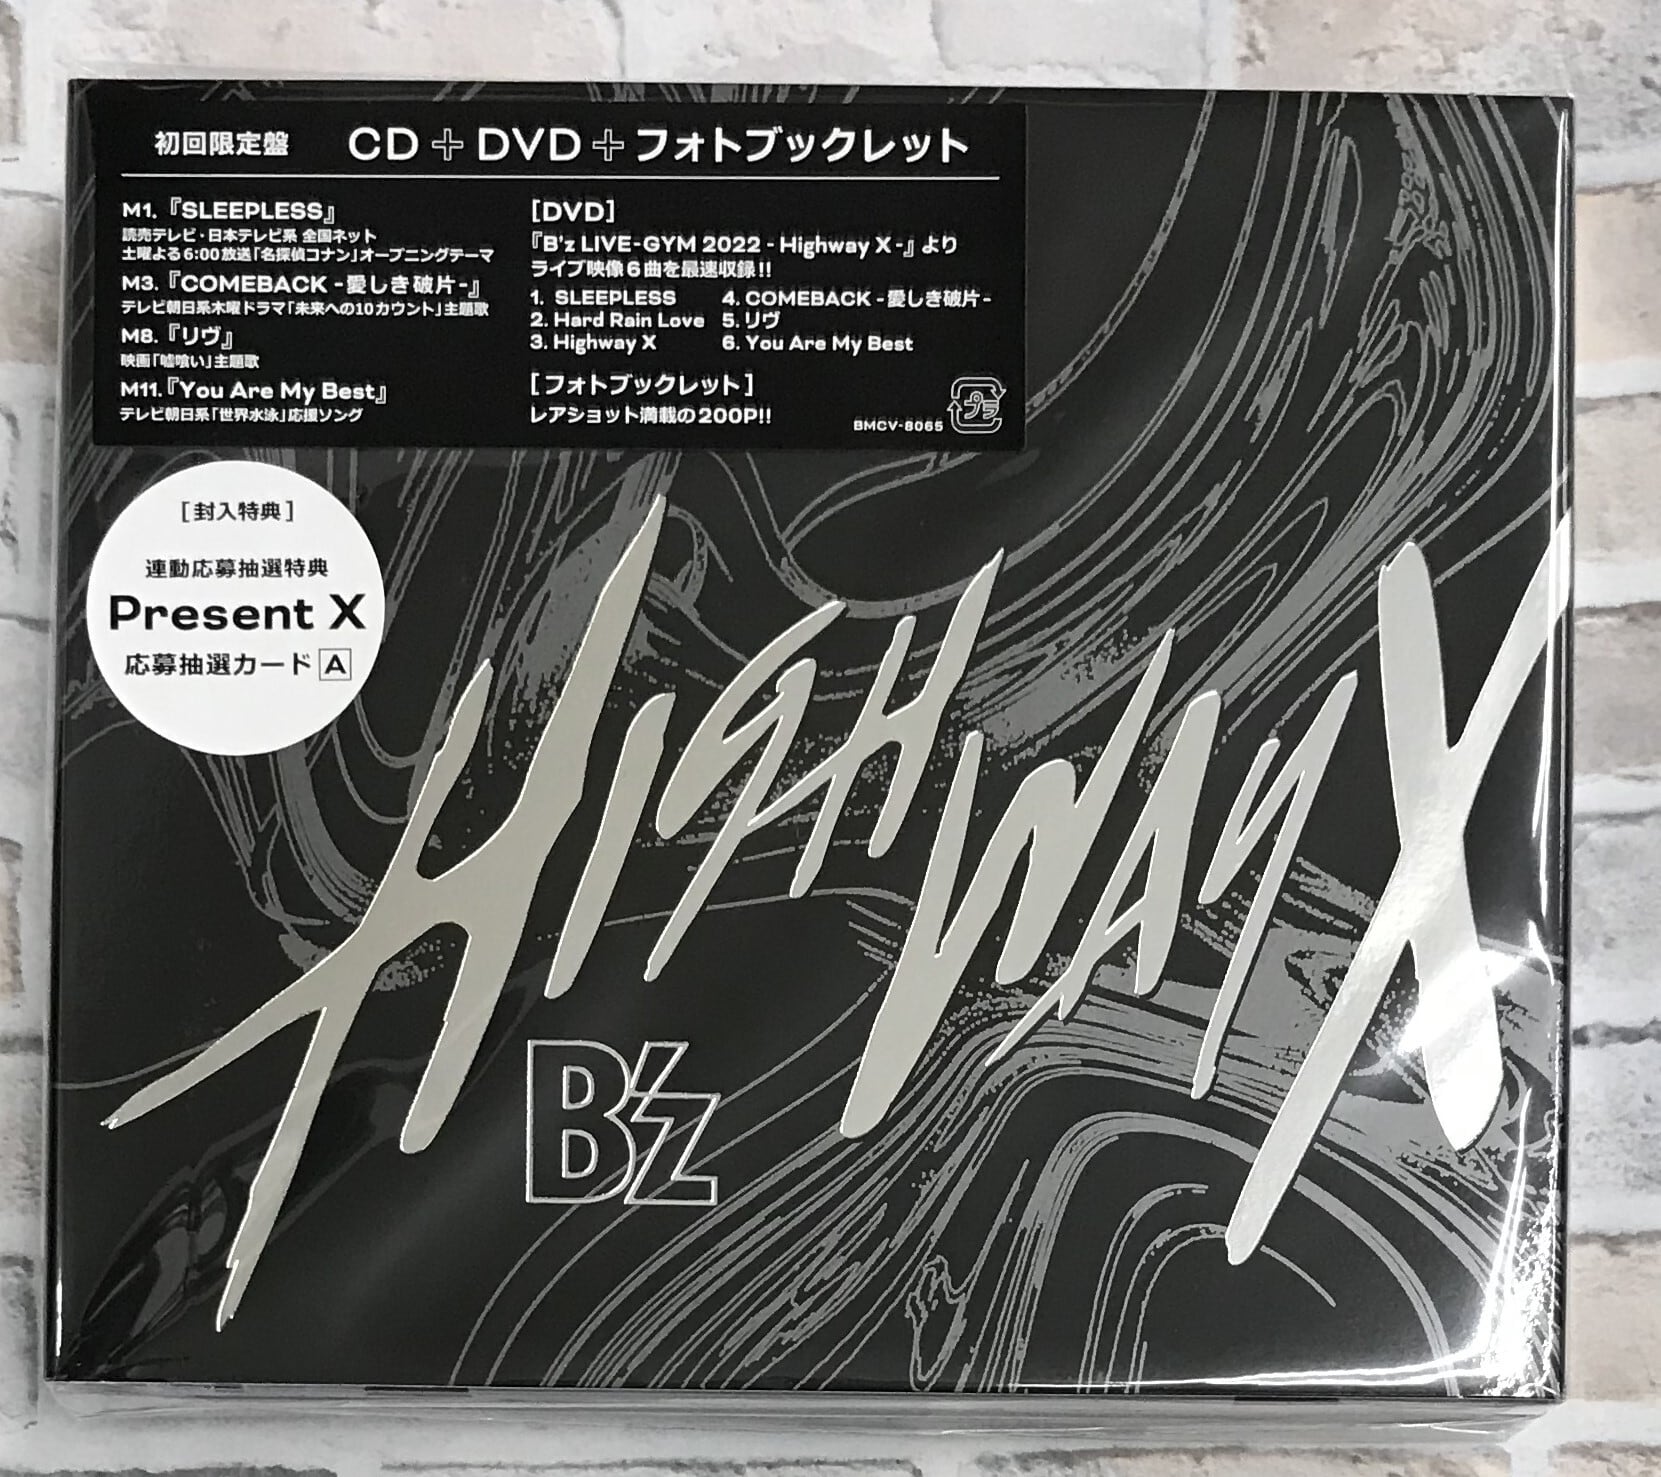 初回限定盤 CD＋DVD＋フォトブックレット
M1.『SLEEPLESS』
読売テレビ・日本テレビ系 全国ネット
土曜よる6:00放送「名探偵コナン」オープニングテーマ
M3.『COMEBACK -愛しき破片-』
テレビ朝日系木曜ドラマ「未来への10カウント」主題歌
M8.『リヴ』
映画「嘘喰い」主題歌
M11.『You Are My Best』
テレビ朝日系「世界水泳」応援ソング
[DVD]
『B'z LIVE-GYM 2022 -Highway X-』より
ライブ映像6曲を最速収録!!
1. SLEEPLESS
2. Hard Rain Love
3. Highway X
4. COMEBACK -愛しき破片-
5. リヴ
6. You Are My Best
[フォトブックレット]
レアショット満載の200P!!
BMCV-8065
プラ
[封入特典]
連動応募抽選特典
Present X
応募抽選カード A
HIGHWAY X
B'z